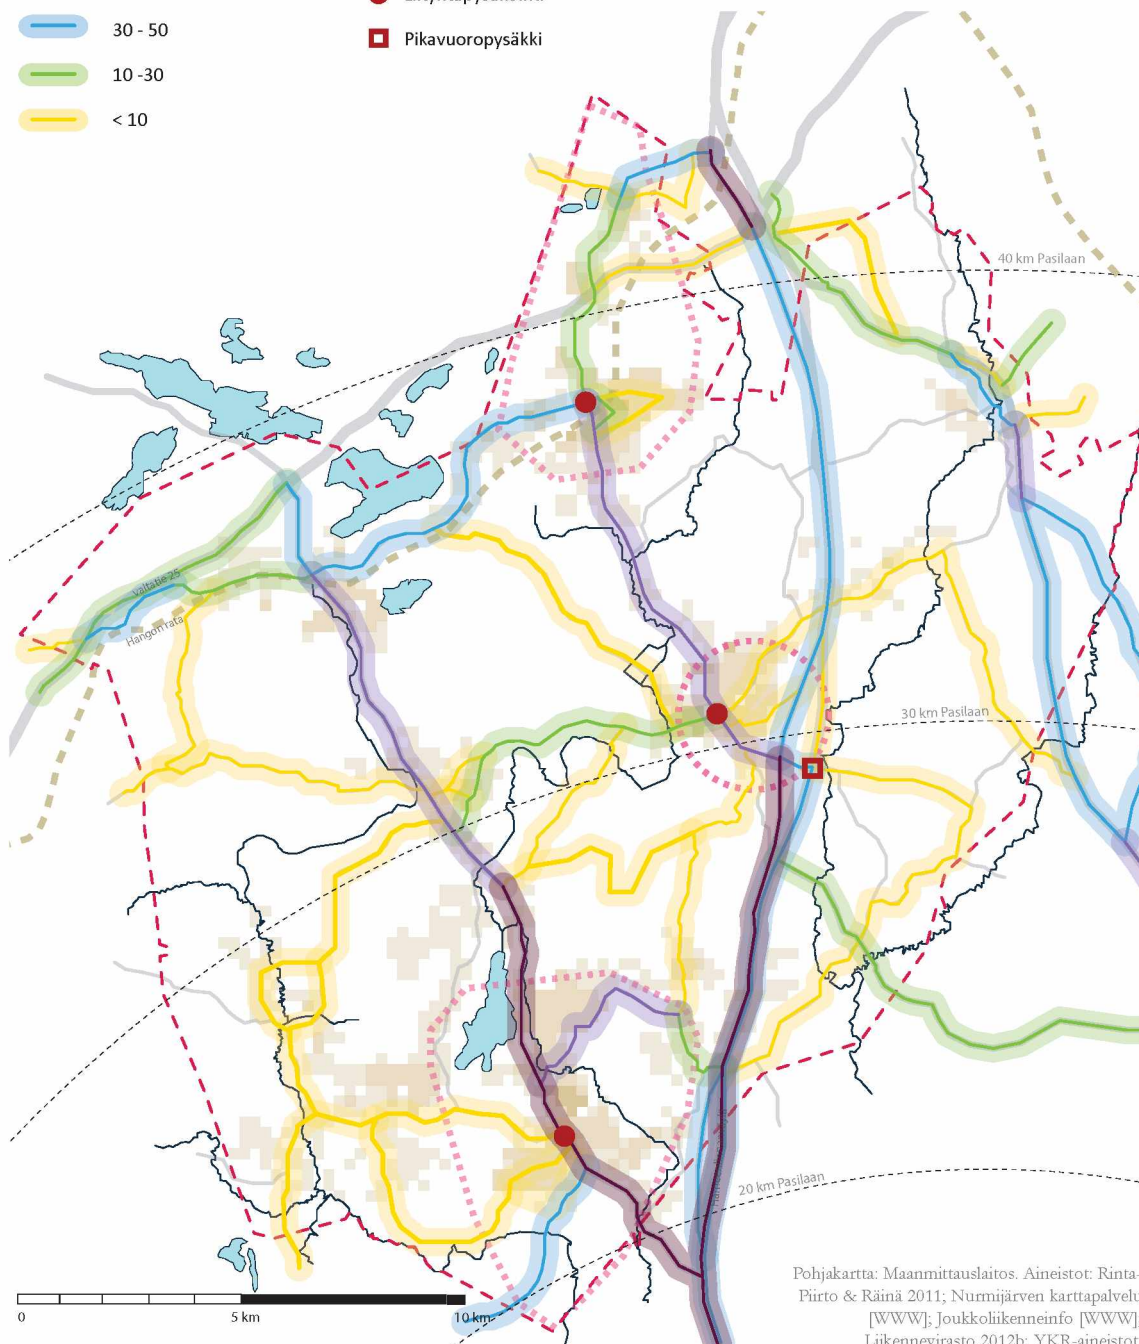 30 - 50
Pikavuoropysäkki
10 -30
< 10
40 km Pasilaan
Valtatie 25
Hangon rata
30 km Pasilaan
20 km Pasilaan
Pohjakartta: Maanmittauslaitos. Aineistot: Rinta-
Piirto & Räinä 2011; Nurmijärven karttapalvelu
[WWW]; Joukkoliikenneinfo [WWW];
Liikennevirasto 2012b; YKR-aineistot
0
5 km
10 km